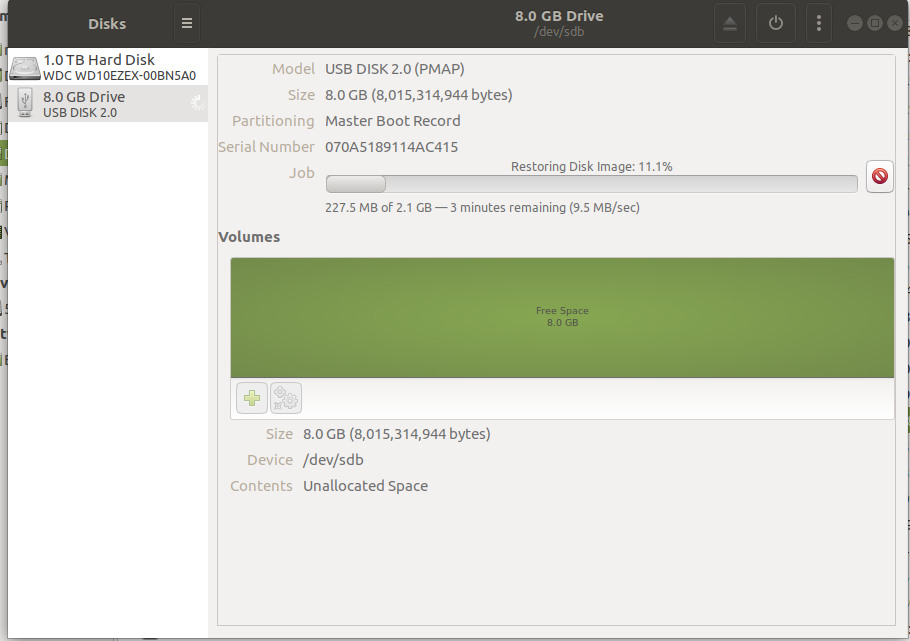 Disks
8.0 GB Drive
/dev/sdb
1.0 TB Hard Disk
WDC WD10EZEX-00BN5A0
8.0 GB Drive
USB DISK 2.0
Model USB DISK 2.0 (PMAP)
Size 8.0 GB (8,015,314,944 bytes)
Partitioning Master Boot Record
Serial Number 070A5189114AC415
Job Restoring Disk Image: 11.1%
227.5 MB of 2.1 GB — 3 minutes remaining (9.5 MB/sec)
Volumes
Free Space
8.0 GB
Size 8.0 GB (8,015,314,944 bytes)
Device /dev/sdb
Contents Unallocated Space